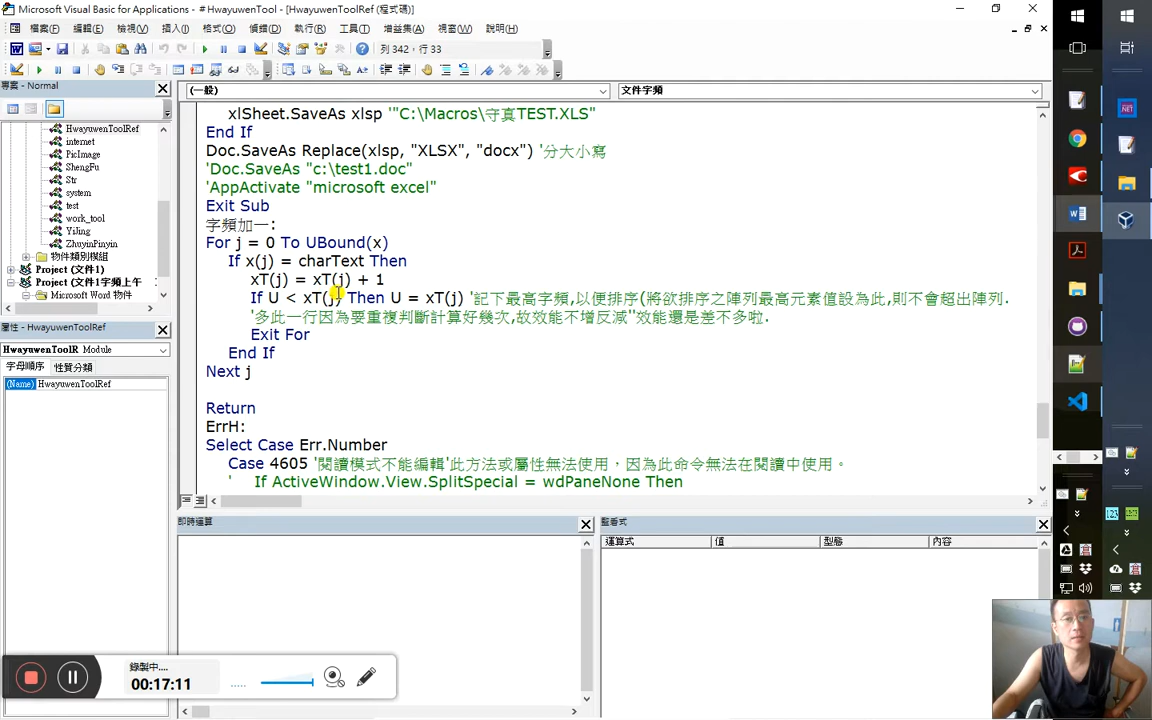 Microsoft Visual Basic for Applications - # HwayuwenTool - [HwayuwenToolRef (程式碼)]
檔案(F) 編輯(E) 檢視(V) 插入(I) 格式(O) 偵錯(D) 執行(R) 工具(T) 增益集(A) 視窗(W) 說明(H)
列 342，行 33
專案 - Normal
HwayuwenToolRef
internet
PicImage
ShengFu
Str
system
test
work_tool
YiJing
ZhuyinPinyin
物件類別模組
Project (文件1)
Project (文件1字頻上午
Microsoft Word 物件
屬性 - HwayuwenToolRef
HwayuwenToolR Module
字母順序 性質分類
(Name) HwayuwenToolRef
(一般) 文件字頻
xlSheet.SaveAs xlsp '"C:\Macros\守真TEST.XLS"
End If
Doc.SaveAs Replace(xlsp, "XLSX", "docx") '分大小寫
'Doc.SaveAs "c:\test1.doc"
'AppActivate "microsoft excel"
Exit Sub
字頻加一:
For j = 0 To UBound(x)
If x(j) = charText Then
xT(j) = xT(j) + 1
If U < xT(j) Then U = xT(j) '記下最高字頻,以便排序(將欲排序之陣列最高元素值設為此,則不會超出陣列.
'多此一行因為要重複判斷計算好幾次,故效能不增反減''效能還是差不多啦.
Exit For
End If
Next j
Return
ErrH:
Select Case Err.Number
Case 4605 '閱讀模式不能編輯'此方法或屬性無法使用，因為此命令無法在閱讀中使用。
' If ActiveWindow.View.SplitSpecial = wdPaneNone Then
即時運算
監看式
運算式 值 型態 內容
錄製中....
00:17:11